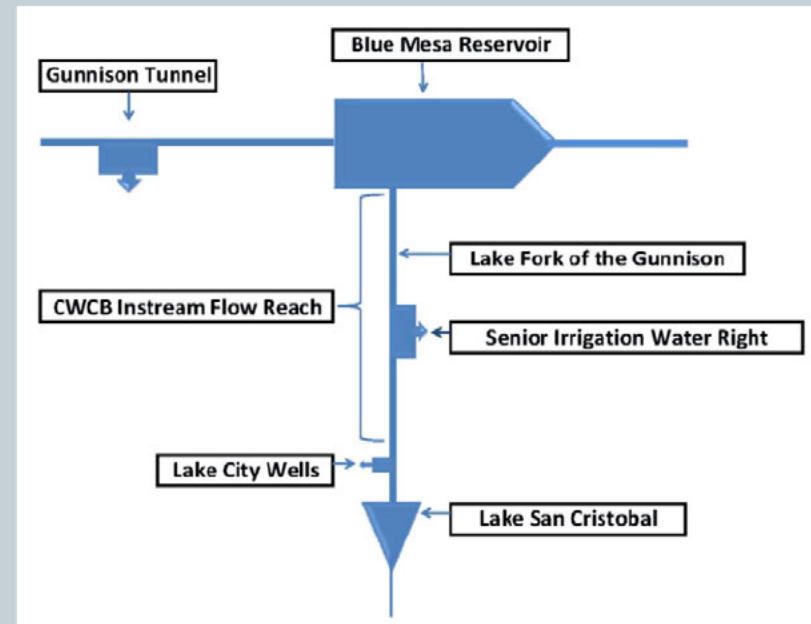 Blue Mesa Reservoir
Gunnison Tunnel
Lake Fork of the Gunnison
CWCB Instream Flow Reach
Senior Irrigation Water Right
Lake City Wells
Lake San Cristobal